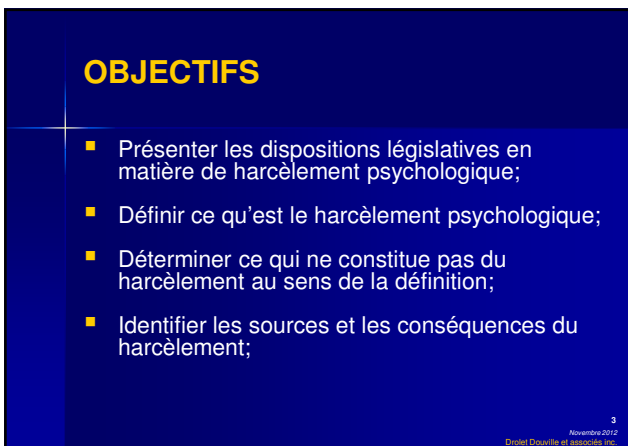 OBJECTIFS
▪ Présenter les dispositions législatives en
matière de harcèlement psychologique;
▪ Définir ce qu'est le harcèlement psychologique;
▪ Déterminer ce qui ne constitue pas du
harcèlement au sens de la définition;
▪ Identifier les sources et les conséquences du
harcèlement;
3
Novembre 2012
Drolet Douville et associés inc.